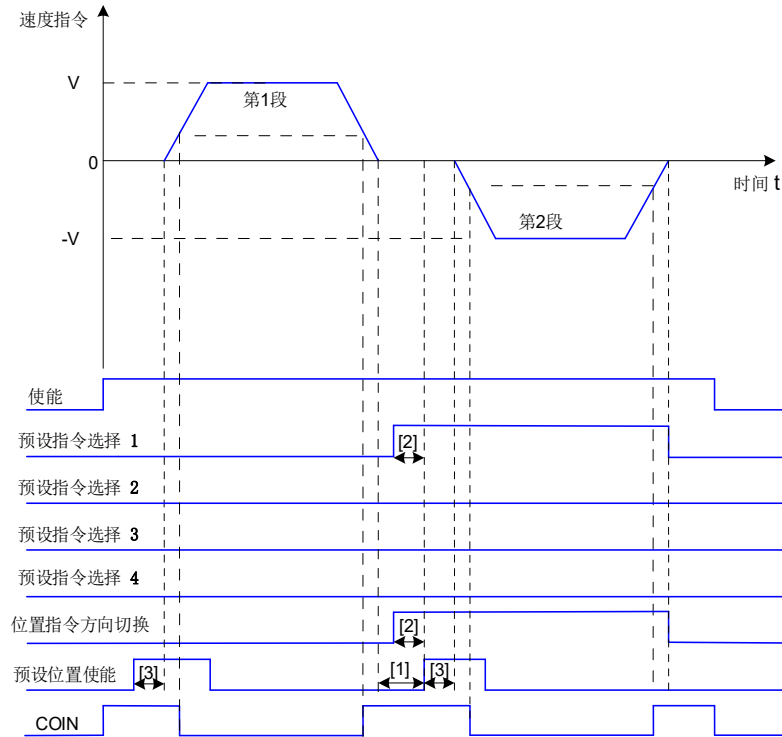 速度指令
V
第1段
0
时间 t
第2段
-V
使能
预设指令选择 1
[2]
预设指令选择 2
预设指令选择 3
预设指令选择 4
位置指令方向切换
[2]
预设位置使能
[3]
[1]
[3]
COIN